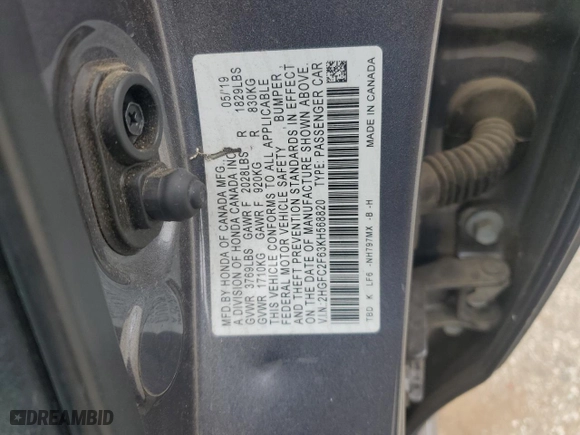 MFD.BY HONDA OF CANADA MFG., 05/19
A DIVISION OF HONDA CANADA INC.
GVWR 3769LBS GAWR F 2028LBS - R 1829LBS
GVWR 1710KG GAWR F 920KG - R 830KG
THIS VEHICLE CONFORMS TO ALL APPLICABLE
FEDERAL MOTOR VEHICLE SAFETY , BUMPER ,
AND THEFT PREVENTION STANDARDS, IN EFFECT
ON THE DATE OF MANUFACTURE SHOWN ABOVE.
V.I.N.:2HGFC2F63KH568820 TYPE: PASSENGER CAR
TBD K LF6 -NH797MX -B -H MADE IN CANADA
DREAMBID